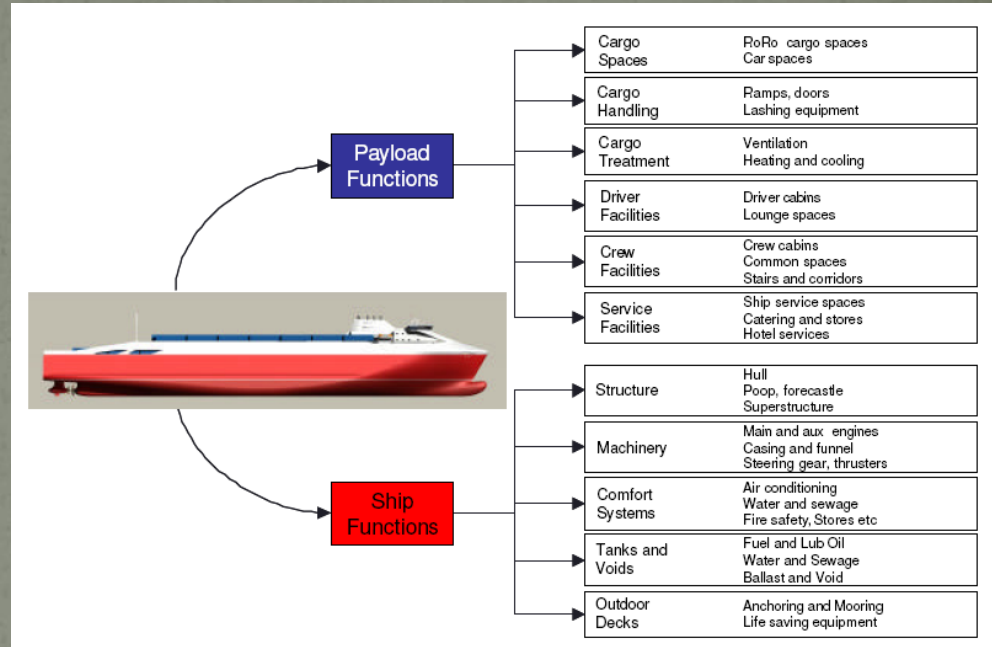 Payload
Functions
Cargo
Spaces
RoRo cargo spaces
Car spaces
Cargo
Handling
Ramps, doors
Lashing equipment
Cargo
Treatment
Ventilation
Heating and cooling
Driver
Facilities
Driver cabins
Lounge spaces
Crew
Facilities
Crew cabins
Common spaces
Stairs and corridors
Service
Facilities
Ship service spaces
Catering and stores
Hotel services
Ship
Functions
Structure
Hull
Poop, forecastle
Superstructure
Machinery
Main and aux engines
Casing and funnel
Steering gear, thrusters
Comfort
Systems
Air conditioning
Water and sewage
Fire safety, Stores etc
Tanks and
Voids
Fuel and Lub Oil
Water and Sewage
Ballast and Void
Outdoor
Decks
Anchoring and Mooring
Life saving equipment